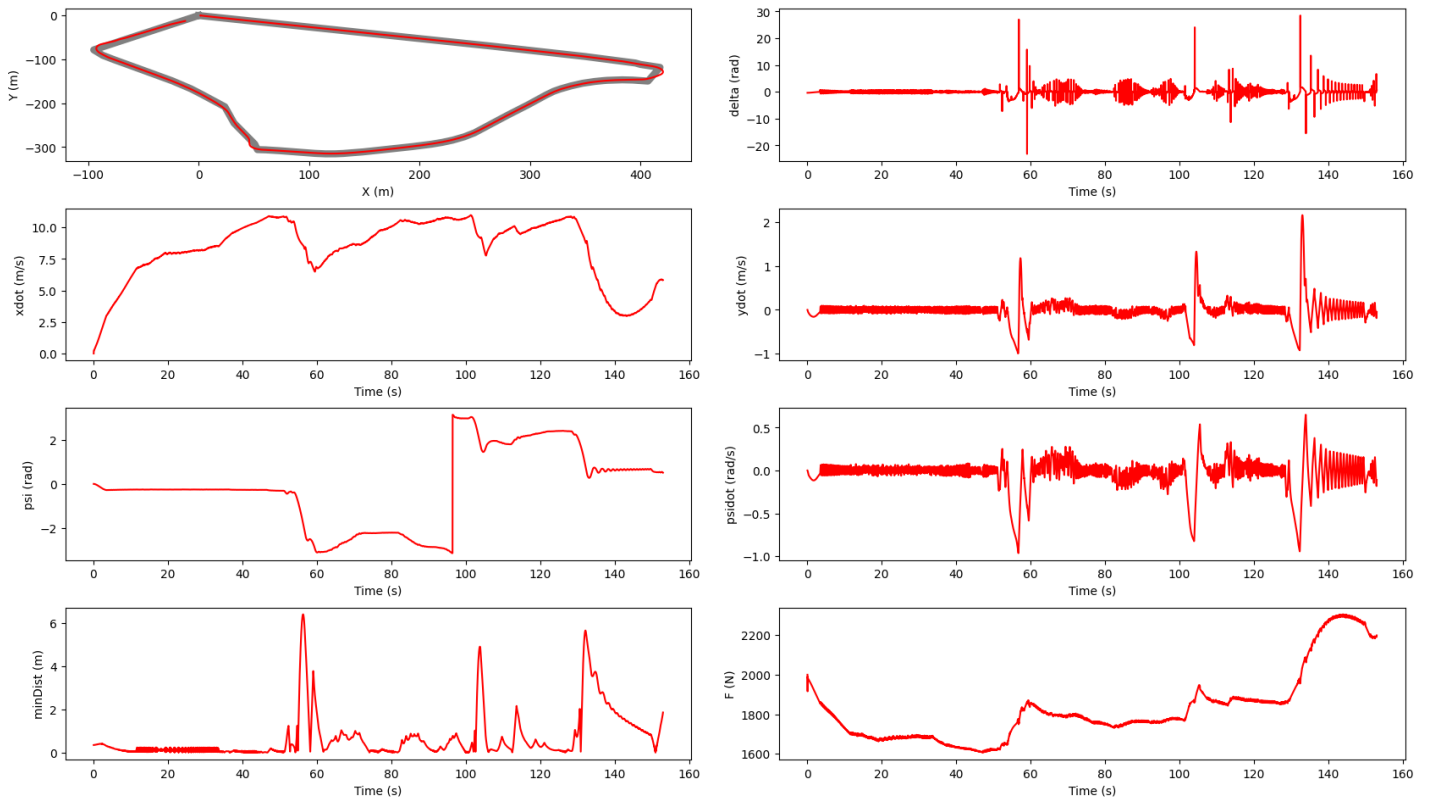 0
−100
−200
−300
Y (m)
−100 0 100 200 300 400
X (m)
30
20
10
0
−10
−20
delta (rad)
0 20 40 60 80 100 120 140 160
Time (s)
10.0
7.5
5.0
2.5
0.0
xdot (m/s)
0 20 40 60 80 100 120 140 160
Time (s)
2
1
0
−1
ydot (m/s)
0 20 40 60 80 100 120 140 160
Time (s)
2
0
−2
psi (rad)
0 20 40 60 80 100 120 140 160
Time (s)
0.5
0.0
−0.5
−1.0
psidot (rad/s)
0 20 40 60 80 100 120 140 160
Time (s)
6
4
2
0
minDist (m)
0 20 40 60 80 100 120 140 160
Time (s)
2200
2000
1800
1600
F (N)
0 20 40 60 80 100 120 140 160
Time (s)